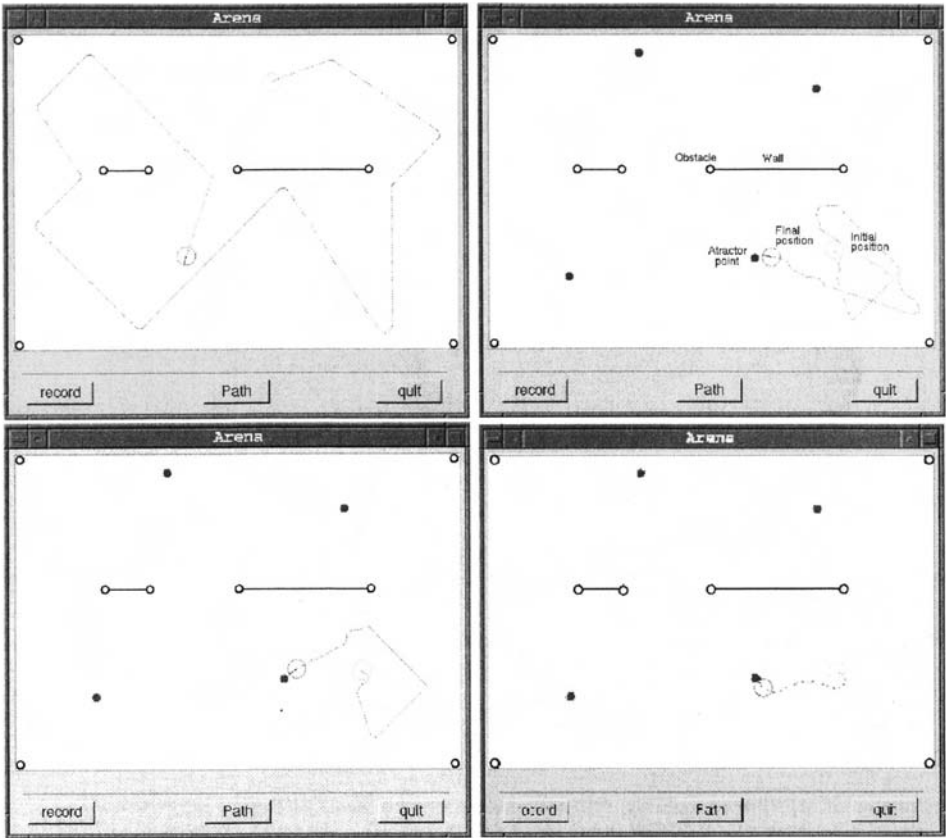 Arena
record Path quit
Arena
Obstacle Wall
Final
position
Initial
position
Atractor
point
record Path quit
Arena
record Path quit
Arena
record Path quit